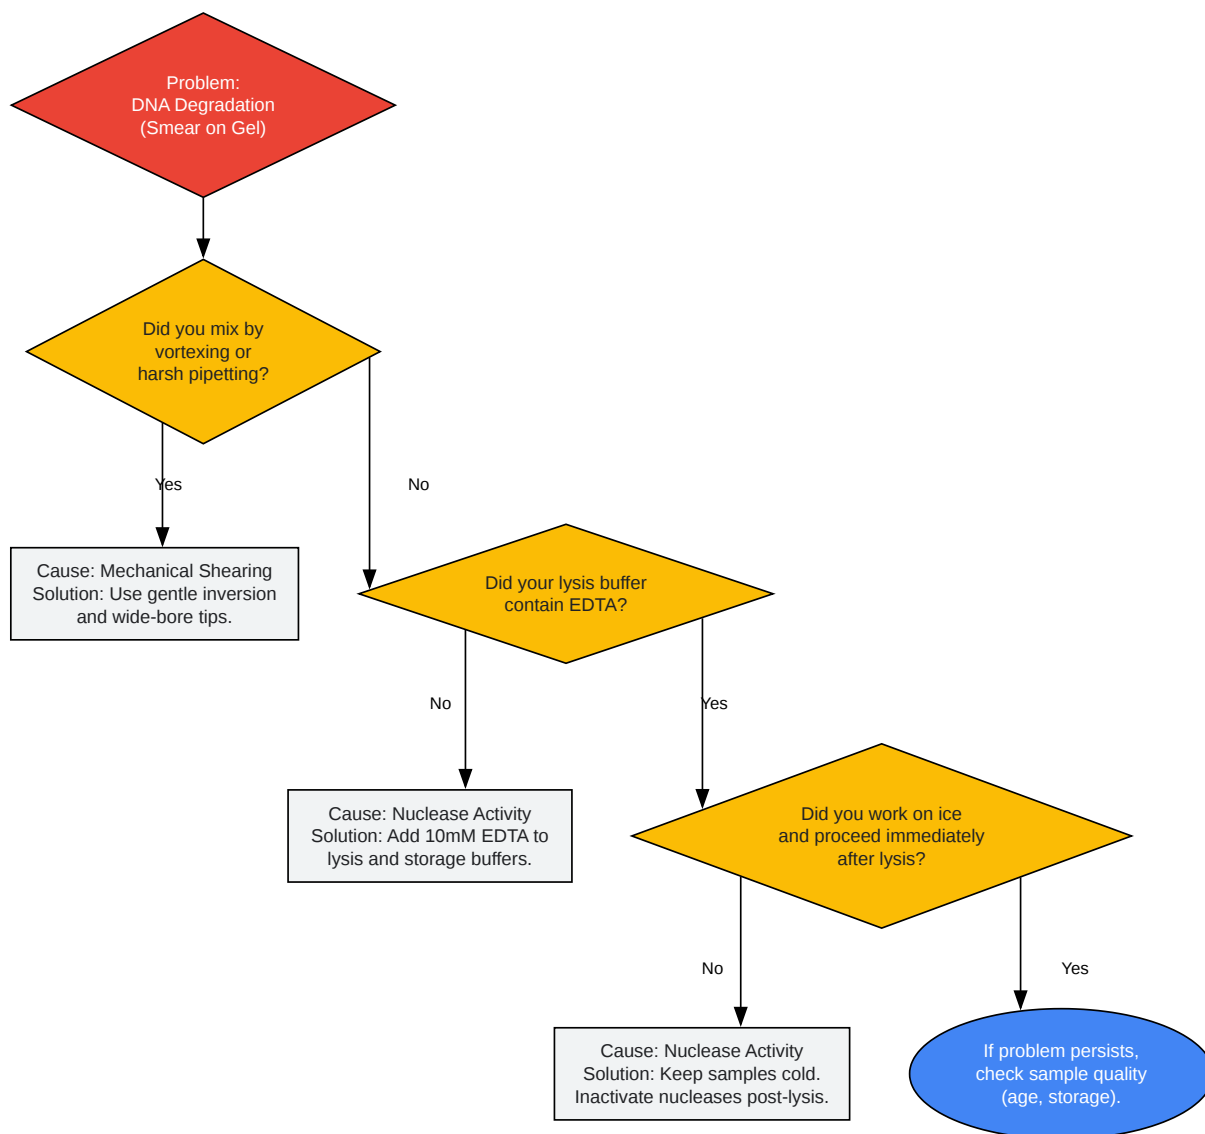 Problem:
DNA Degradation
(Smear on Gel)
Did you mix by
vortexing or
harsh pipetting?
Yes
No
Cause: Mechanical Shearing
Solution: Use gentle inversion
and wide-bore tips.
Did your lysis buffer
contain EDTA?
No
Yes
Cause: Nuclease Activity
Solution: Add 10mM EDTA to
lysis and storage buffers.
Did you work on ice
and proceed immediately
after lysis?
No
Yes
Cause: Nuclease Activity
Solution: Keep samples cold.
Inactivate nucleases post-lysis.
If problem persists,
check sample quality
(age, storage).